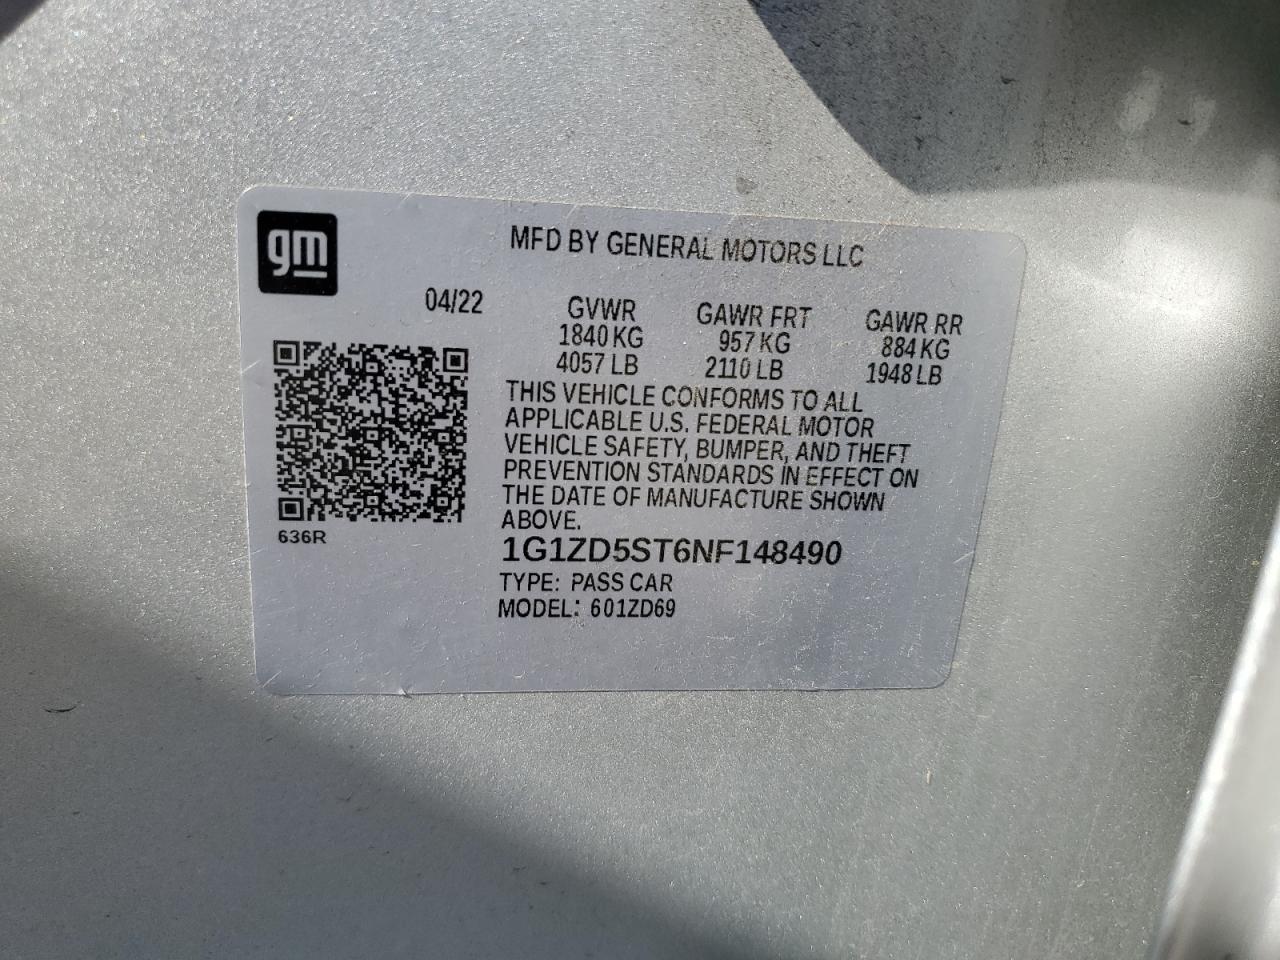 gm
MFD BY GENERAL MOTORS LLC
04/22
GVWR GAWR FRT GAWR RR
1840 KG 957 KG 884 KG
4057 LB 2110 LB 1948 LB
THIS VEHICLE CONFORMS TO ALL
APPLICABLE U.S. FEDERAL MOTOR
VEHICLE SAFETY, BUMPER, AND THEFT
PREVENTION STANDARDS IN EFFECT ON
THE DATE OF MANUFACTURE SHOWN
ABOVE.
636R
1G1ZD5ST6NF148490
TYPE: PASS CAR
MODEL: 601ZD69